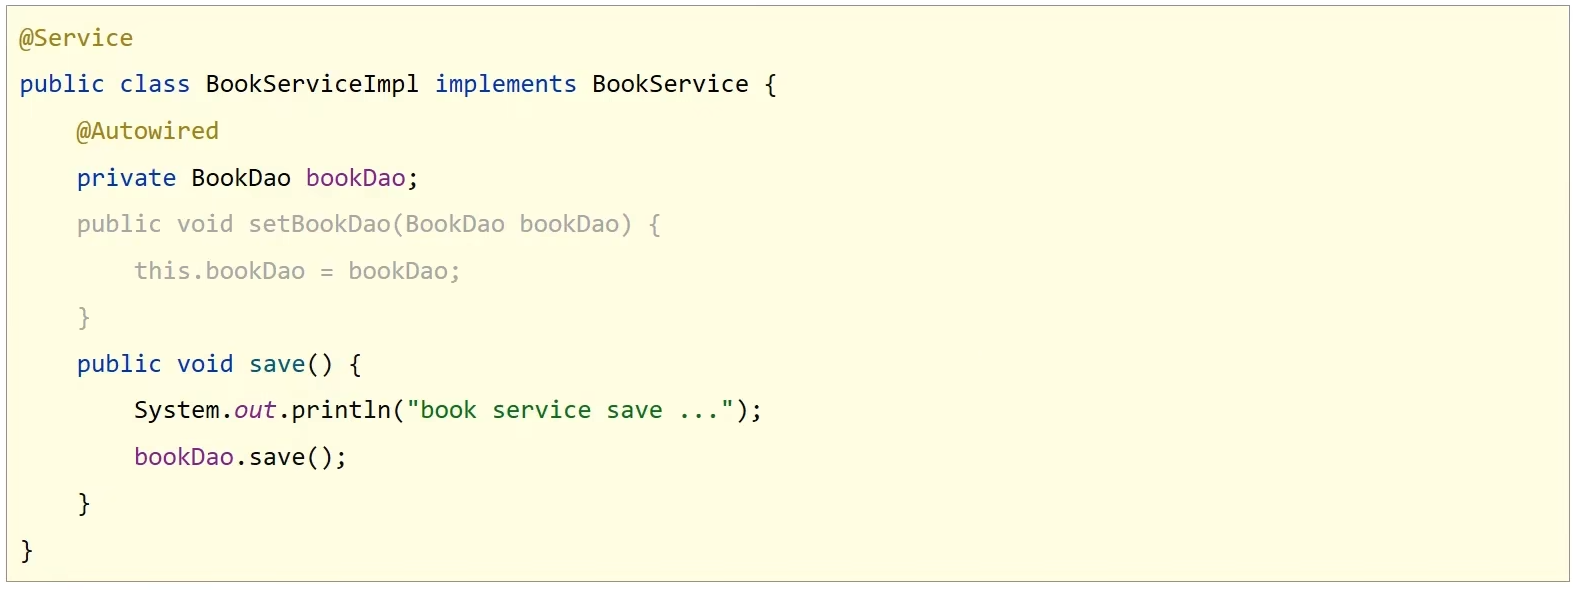 @Service
public class BookServiceImpl implements BookService {
    @Autowired
    private BookDao bookDao;
    public void setBookDao(BookDao bookDao) {
        this.bookDao = bookDao;
    }
    public void save() {
        System.out.println("book service save ...");
        bookDao.save();
    }
}